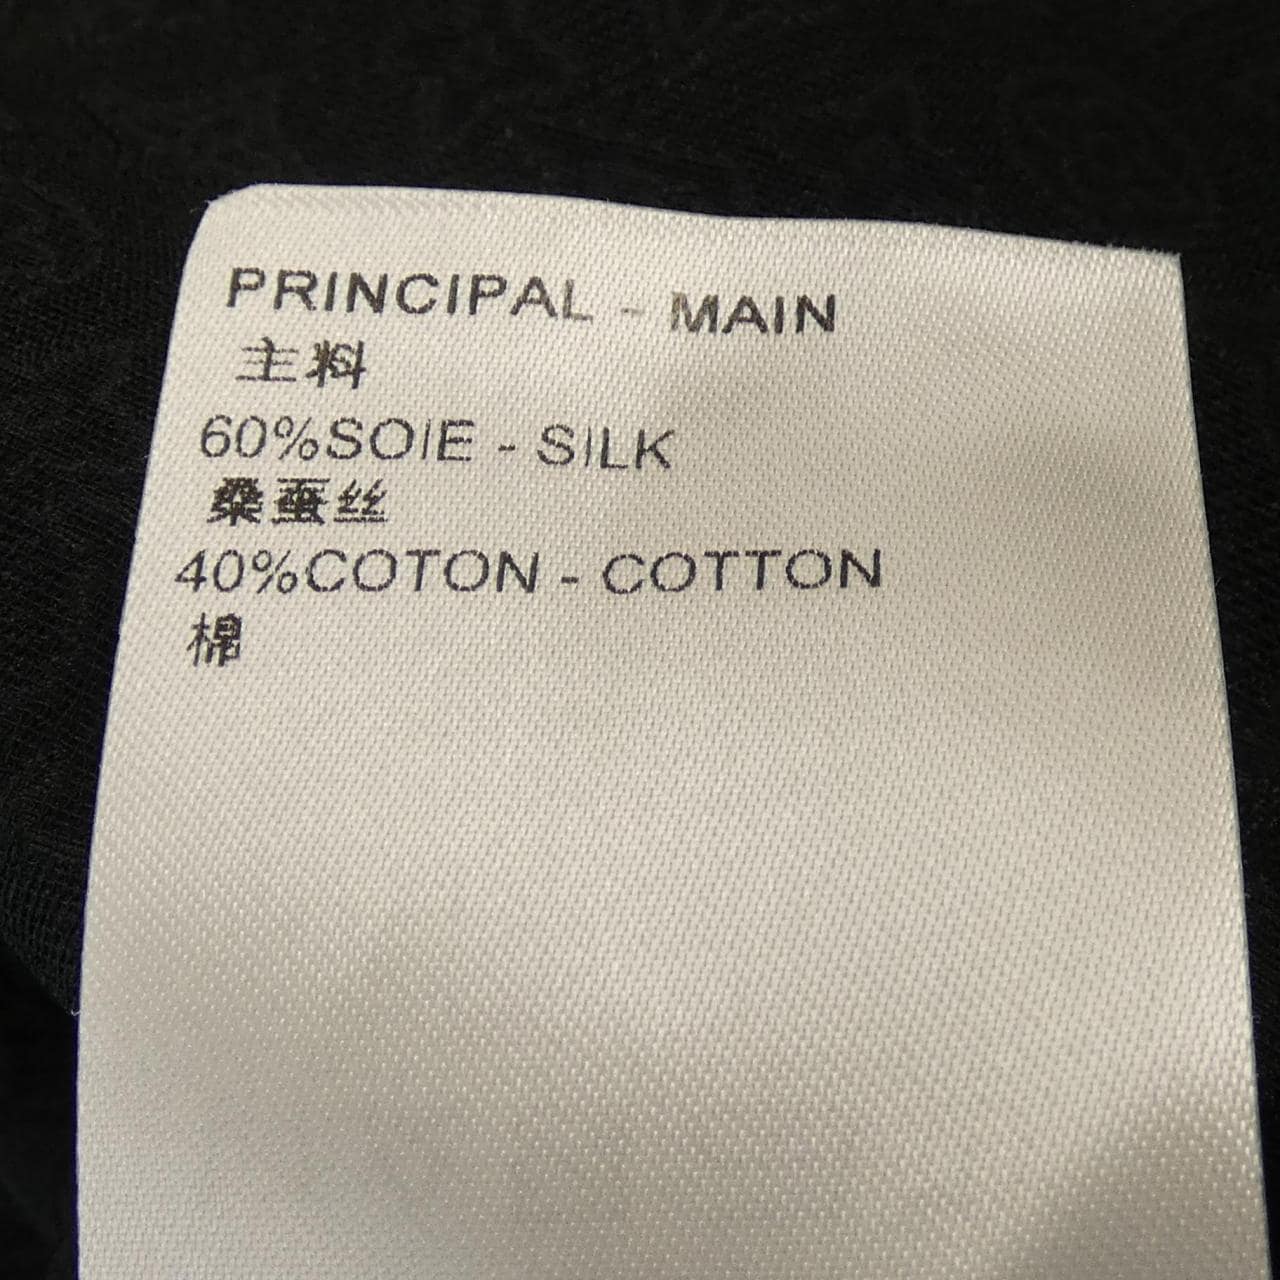 PRINCIPAL - MAIN
主料
60%SOIE - SILK
桑蚕丝
40%COTON - COTTON
棉